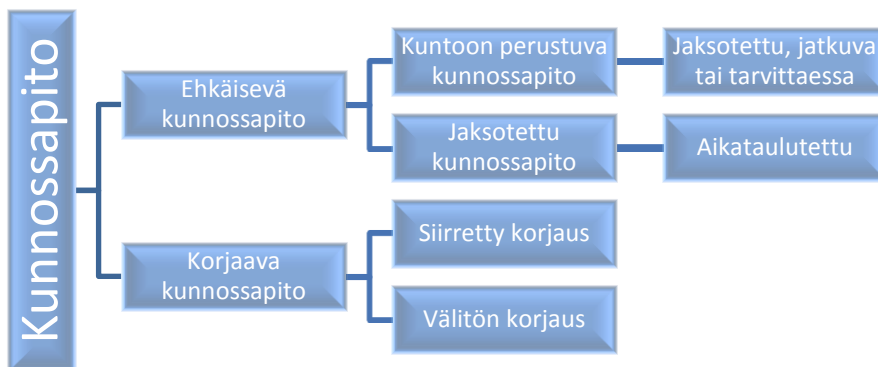 Kunnossapito
Ehkäisevä
kunnossapito
Kuntoon perustuva
kunnossapito
Jaksotettu, jatkuva
tai tarvittaessa
Jaksotettu
kunnossapito
Aikataulutettu
Korjaava
kunnossapito
Siirretty korjaus
Välitön korjaus